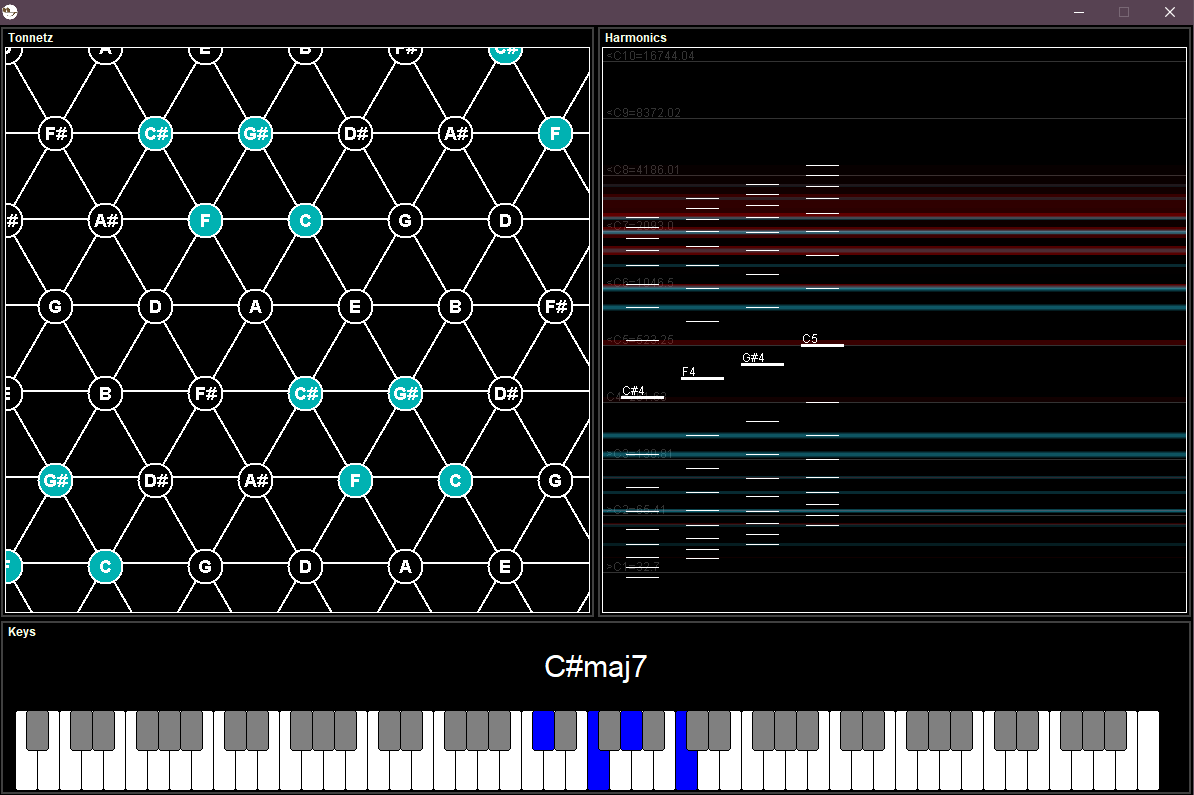 Tonnetz
A E B F# C#
F# C# G# D# A# F
# A# F C G D
G D A E B F#
E B F# C# G# D#
G# D# A# F C G
F C G D A E
Harmonics
<C10=16744.04
<C9=8372.02
<C8=4186.01
<C7=2093.0
<C6=1046.5
<C5=523.25
C5
G#4
F4
C#4
<C3=130.81
>C2=65.41
>C1=32.7
Keys
C#maj7